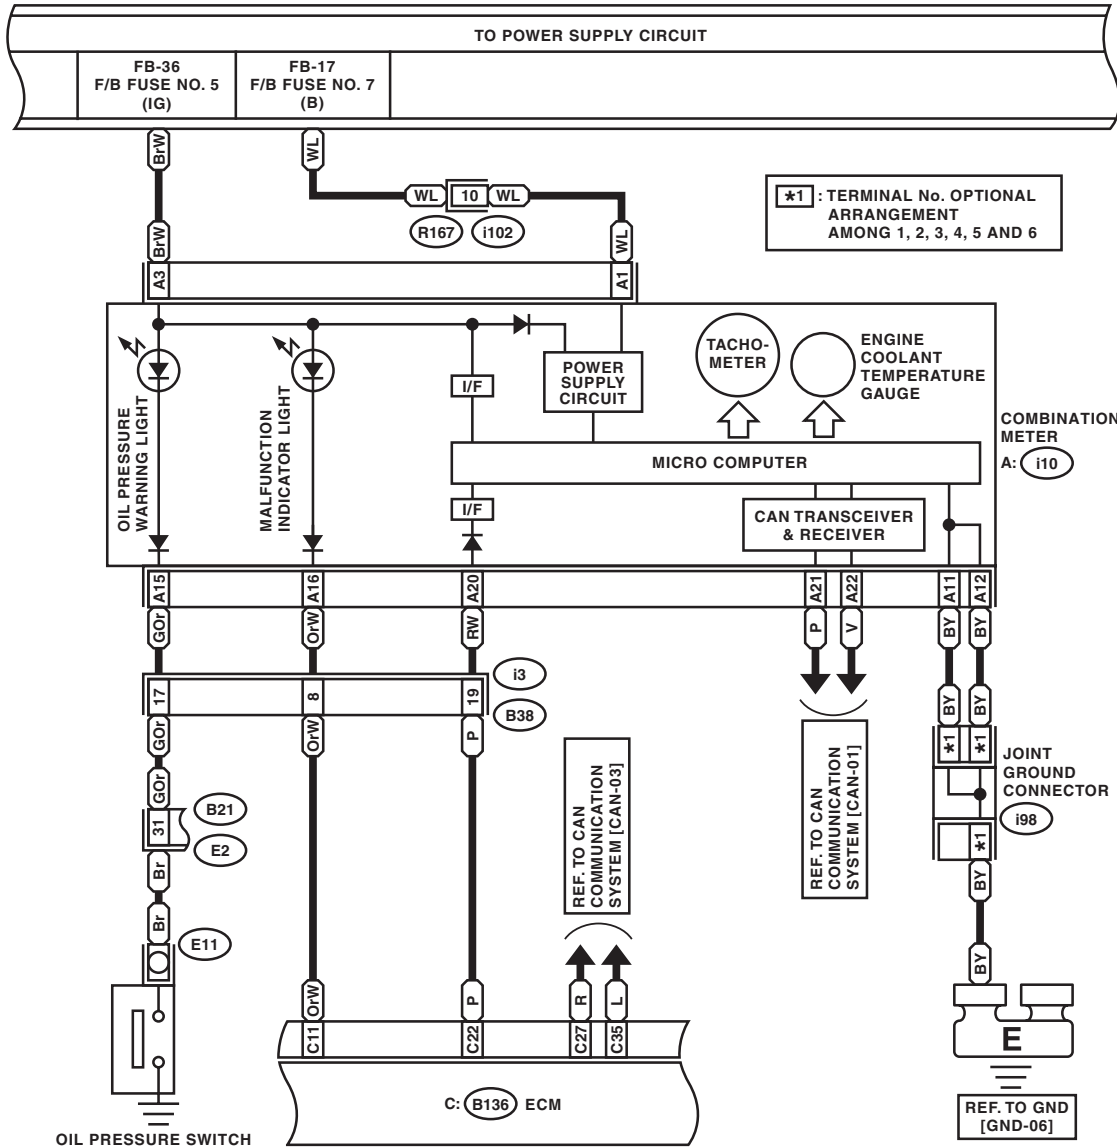 TO POWER SUPPLY CIRCUIT
FB-36
F/B FUSE NO. 5
(IG)
FB-17
F/B FUSE NO. 7
(B)
BrW
WL
WL 10 WL
R167 i102
BrW
WL
*1 : TERMINAL No. OPTIONAL
ARRANGEMENT
AMONG 1, 2, 3, 4, 5 AND 6
A3
A1
OIL PRESSURE
WARNING LIGHT
MALFUNCTION
INDICATOR LIGHT
I/F
POWER
SUPPLY
CIRCUIT
TACHO-
METER
ENGINE
COOLANT
TEMPERATURE
GAUGE
MICRO COMPUTER
I/F
CAN TRANSCEIVER
& RECEIVER
COMBINATION
METER
A: i10
A15 A16 A20 A21 A22 A11 A12
GOr OrW RW P V BY BY
i3
17 8 19
B38
GOr OrW P
BY BY
*1 *1
JOINT
GROUND
CONNECTOR
i98
*1
BY
BY
GOr
B21
31
E2
Br
Br
E11
REF. TO CAN
COMMUNICATION
SYSTEM [CAN-03]
REF. TO CAN
COMMUNICATION
SYSTEM [CAN-01]
OrW P R L
C11 C22 C27 C35
C: B136 ECM
OIL PRESSURE SWITCH
E
REF. TO GND
[GND-06]